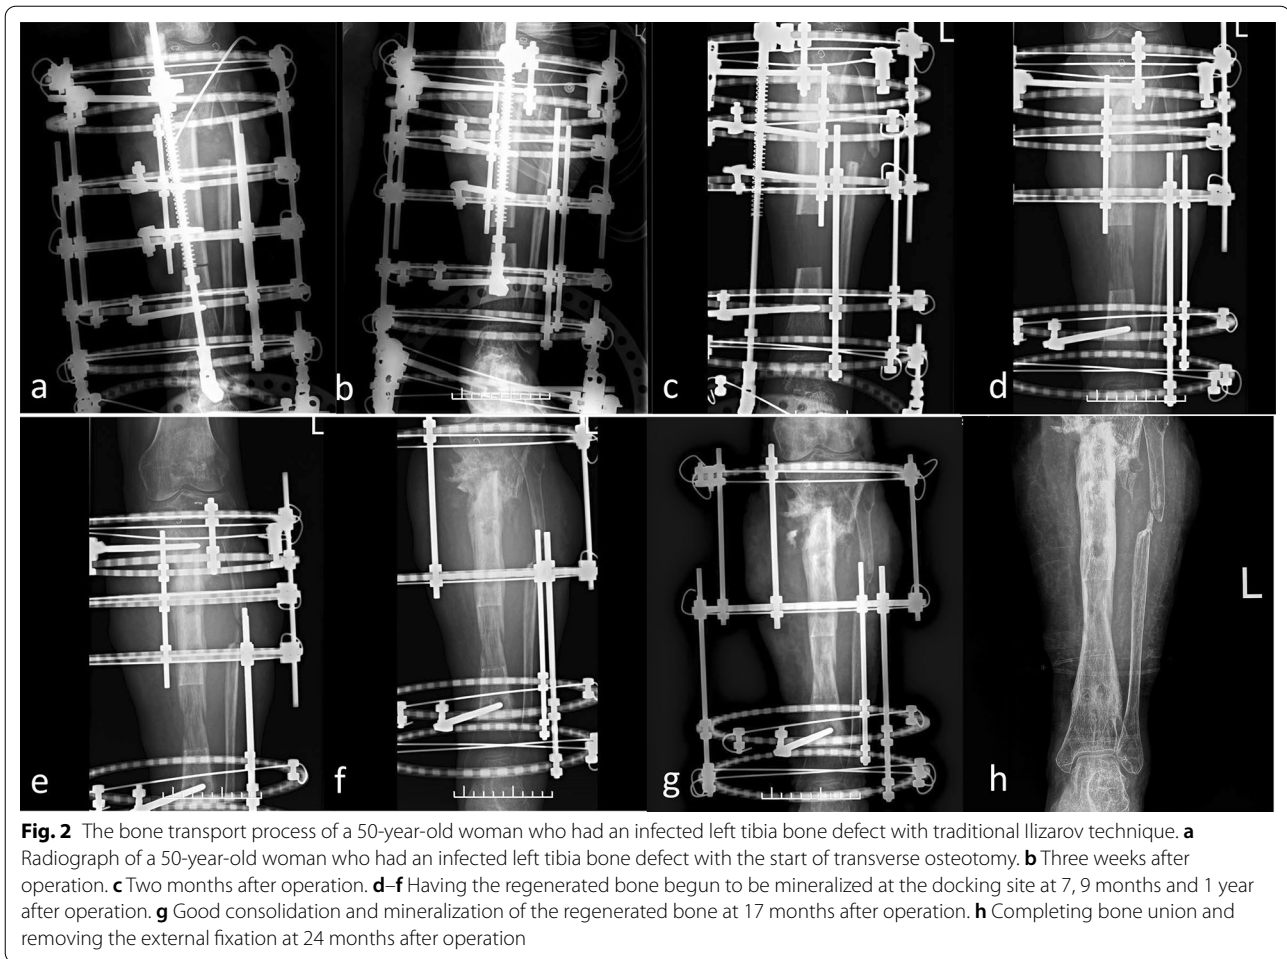 L
L
L
a
b
c
d
L
L
e
f
g
h
Fig. 2 The bone transport process of a 50-year-old woman who had an infected left tibia bone defect with traditional Ilizarov technique. a
Radiograph of a 50-year-old woman who had an infected left tibia bone defect with the start of transverse osteotomy. b Three weeks after
operation. c Two months after operation. d–f Having the regenerated bone begun to be mineralized at the docking site at 7, 9 months and 1 year
after operation. g Good consolidation and mineralization of the regenerated bone at 17 months after operation. h Completing bone union and
removing the external fixation at 24 months after operation